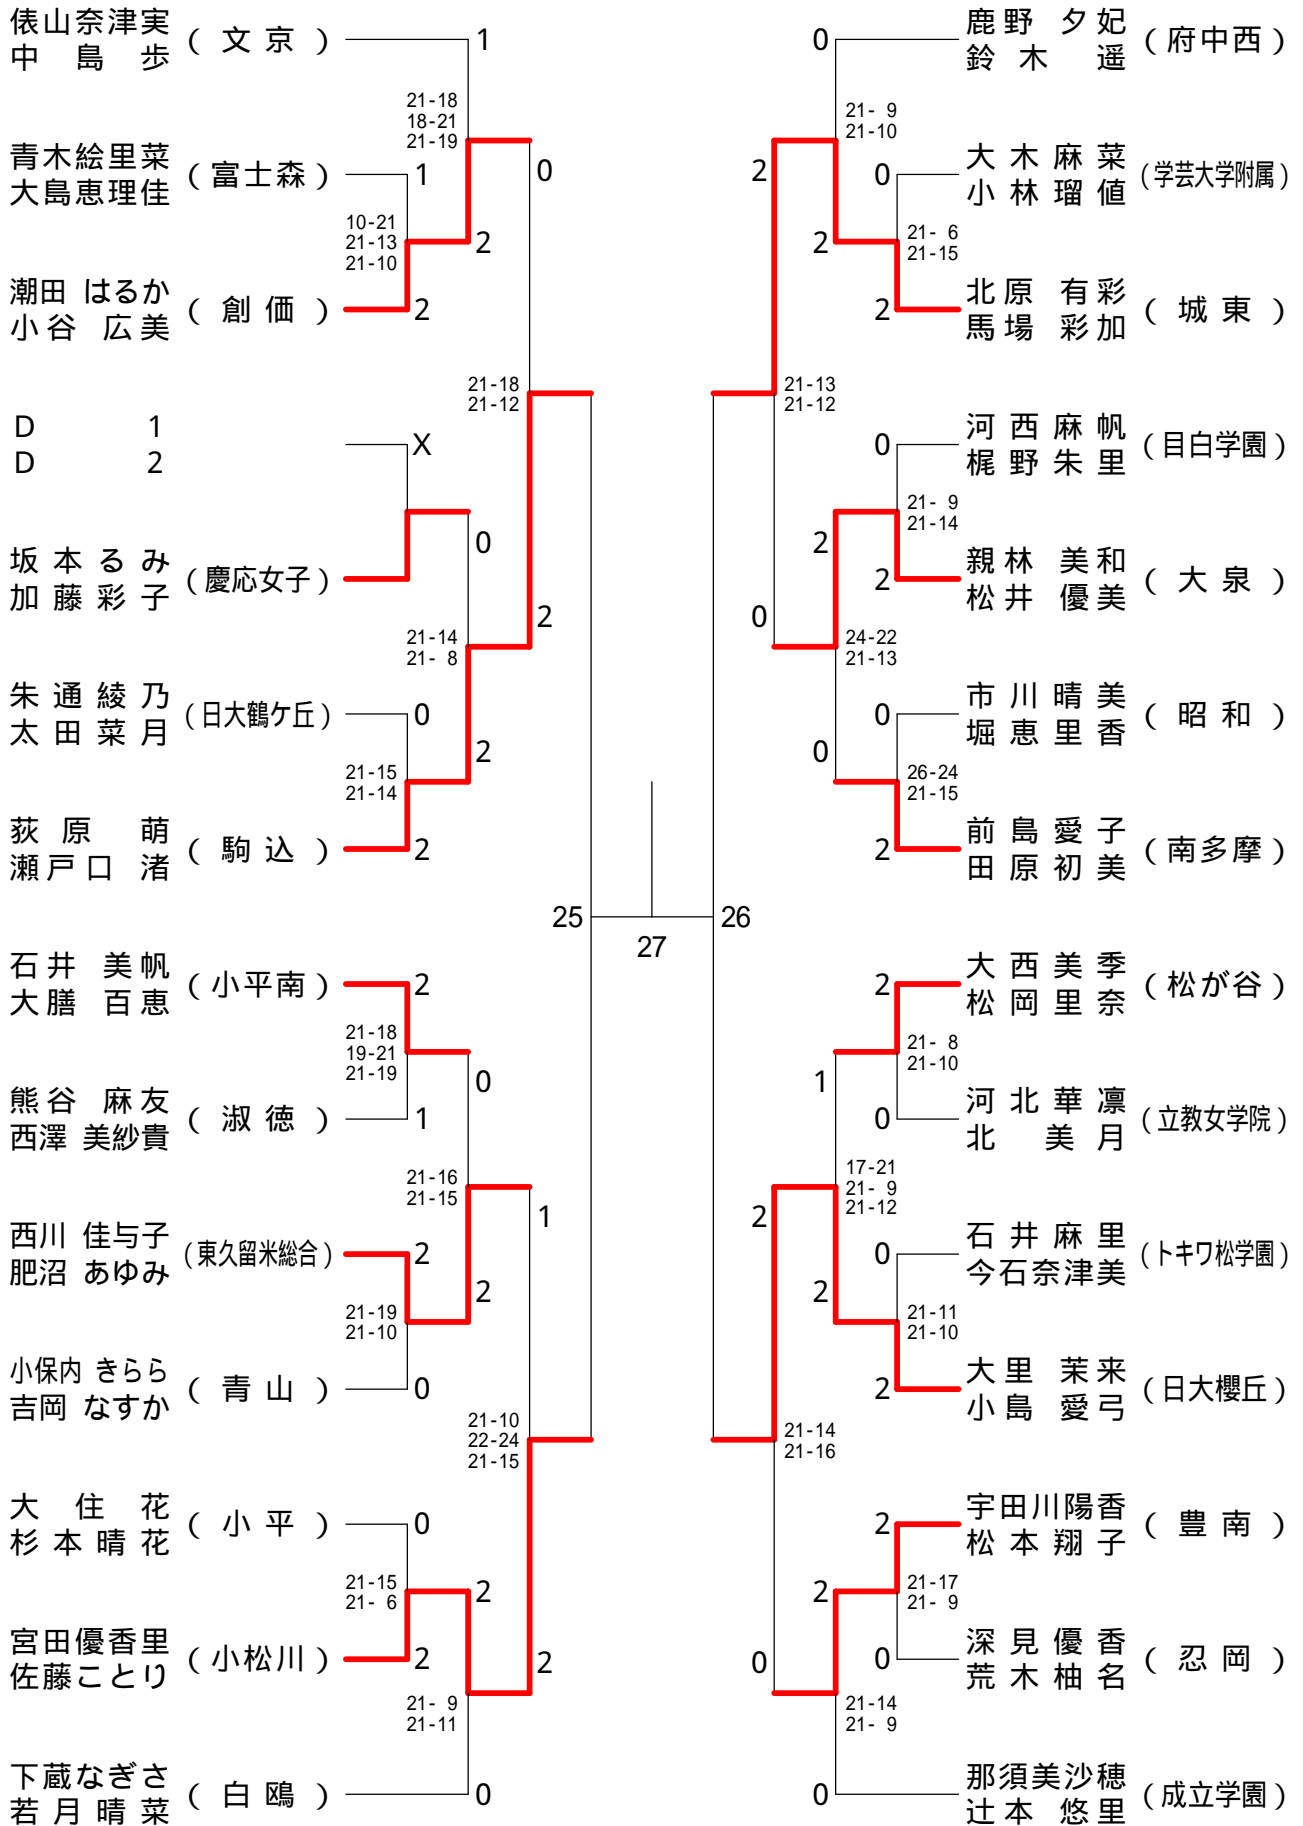 俵山奈津実
中島歩
(文京)
1
21-18
18-21
21-19
青木絵里菜
大島恵理佳
(富士森)
1
0
10-21
21-13
21-10
2
潮田 はるか
小谷 広美
(創価)
2
21-18
21-12
D 1
D 2
X
坂本るみ
加藤彩子
(慶応女子)
0
2
21-14
21- 8
朱通綾乃
太田菜月
(日大鶴ケ丘)
0
2
21-15
21-14
荻原 萌
瀬戸口 渚
(駒込)
2
25
石井 美帆
大膳 百恵
(小平南)
2
21-18
19-21
21-19
0
熊谷 麻友
西澤 美紗貴
(淑徳)
1
21-16
21-15
1
西川 佳与子
肥沼 あゆみ
(東久留米総合)
2
2
21-19
21-10
小保内 きらら
吉岡 なすか
(青山)
0
21-10
22-24
21-15
大住花
杉本晴花
(小平)
0
21-15
21- 6
2
宮田優香里
佐藤ことり
(小松川)
2
2
21- 9
21-11
下蔵なぎさ
若月晴菜
(白鴎)
0
27
0
鹿野 夕妃
鈴木 遥
(府中西)
21- 9
21-10
2
0
大木麻菜
小林瑠値
(学芸大学附属)
2
21- 6
21-15
2
北原 有彩
馬場 彩加
(城東)
21-13
21-12
0
河西麻帆
梶野朱里
(目白学園)
21- 9
21-14
2
2
親林 美和
松井 優美
(大泉)
0
24-22
21-13
0
市川晴美
堀恵里香
(昭和)
0
26-24
21-15
2
前島愛子
田原初美
(南多摩)
26
2
大西美季
松岡里奈
(松が谷)
21- 8
21-10
1
0
河北華凛
北美月
(立教女学院)
17-21
21- 9
21-12
2
0
石井麻里
今石奈津美
(トキワ松学園)
2
21-11
21-10
2
大里 茉来
小島 愛弓
(日大櫻丘)
21-14
21-16
2
宇田川陽香
松本翔子
(豊南)
21-17
21- 9
2
0
0
深見優香
荒木柚名
(忍岡)
21-14
21- 9
0
那須美沙穂
辻本 悠里
(成立学園)